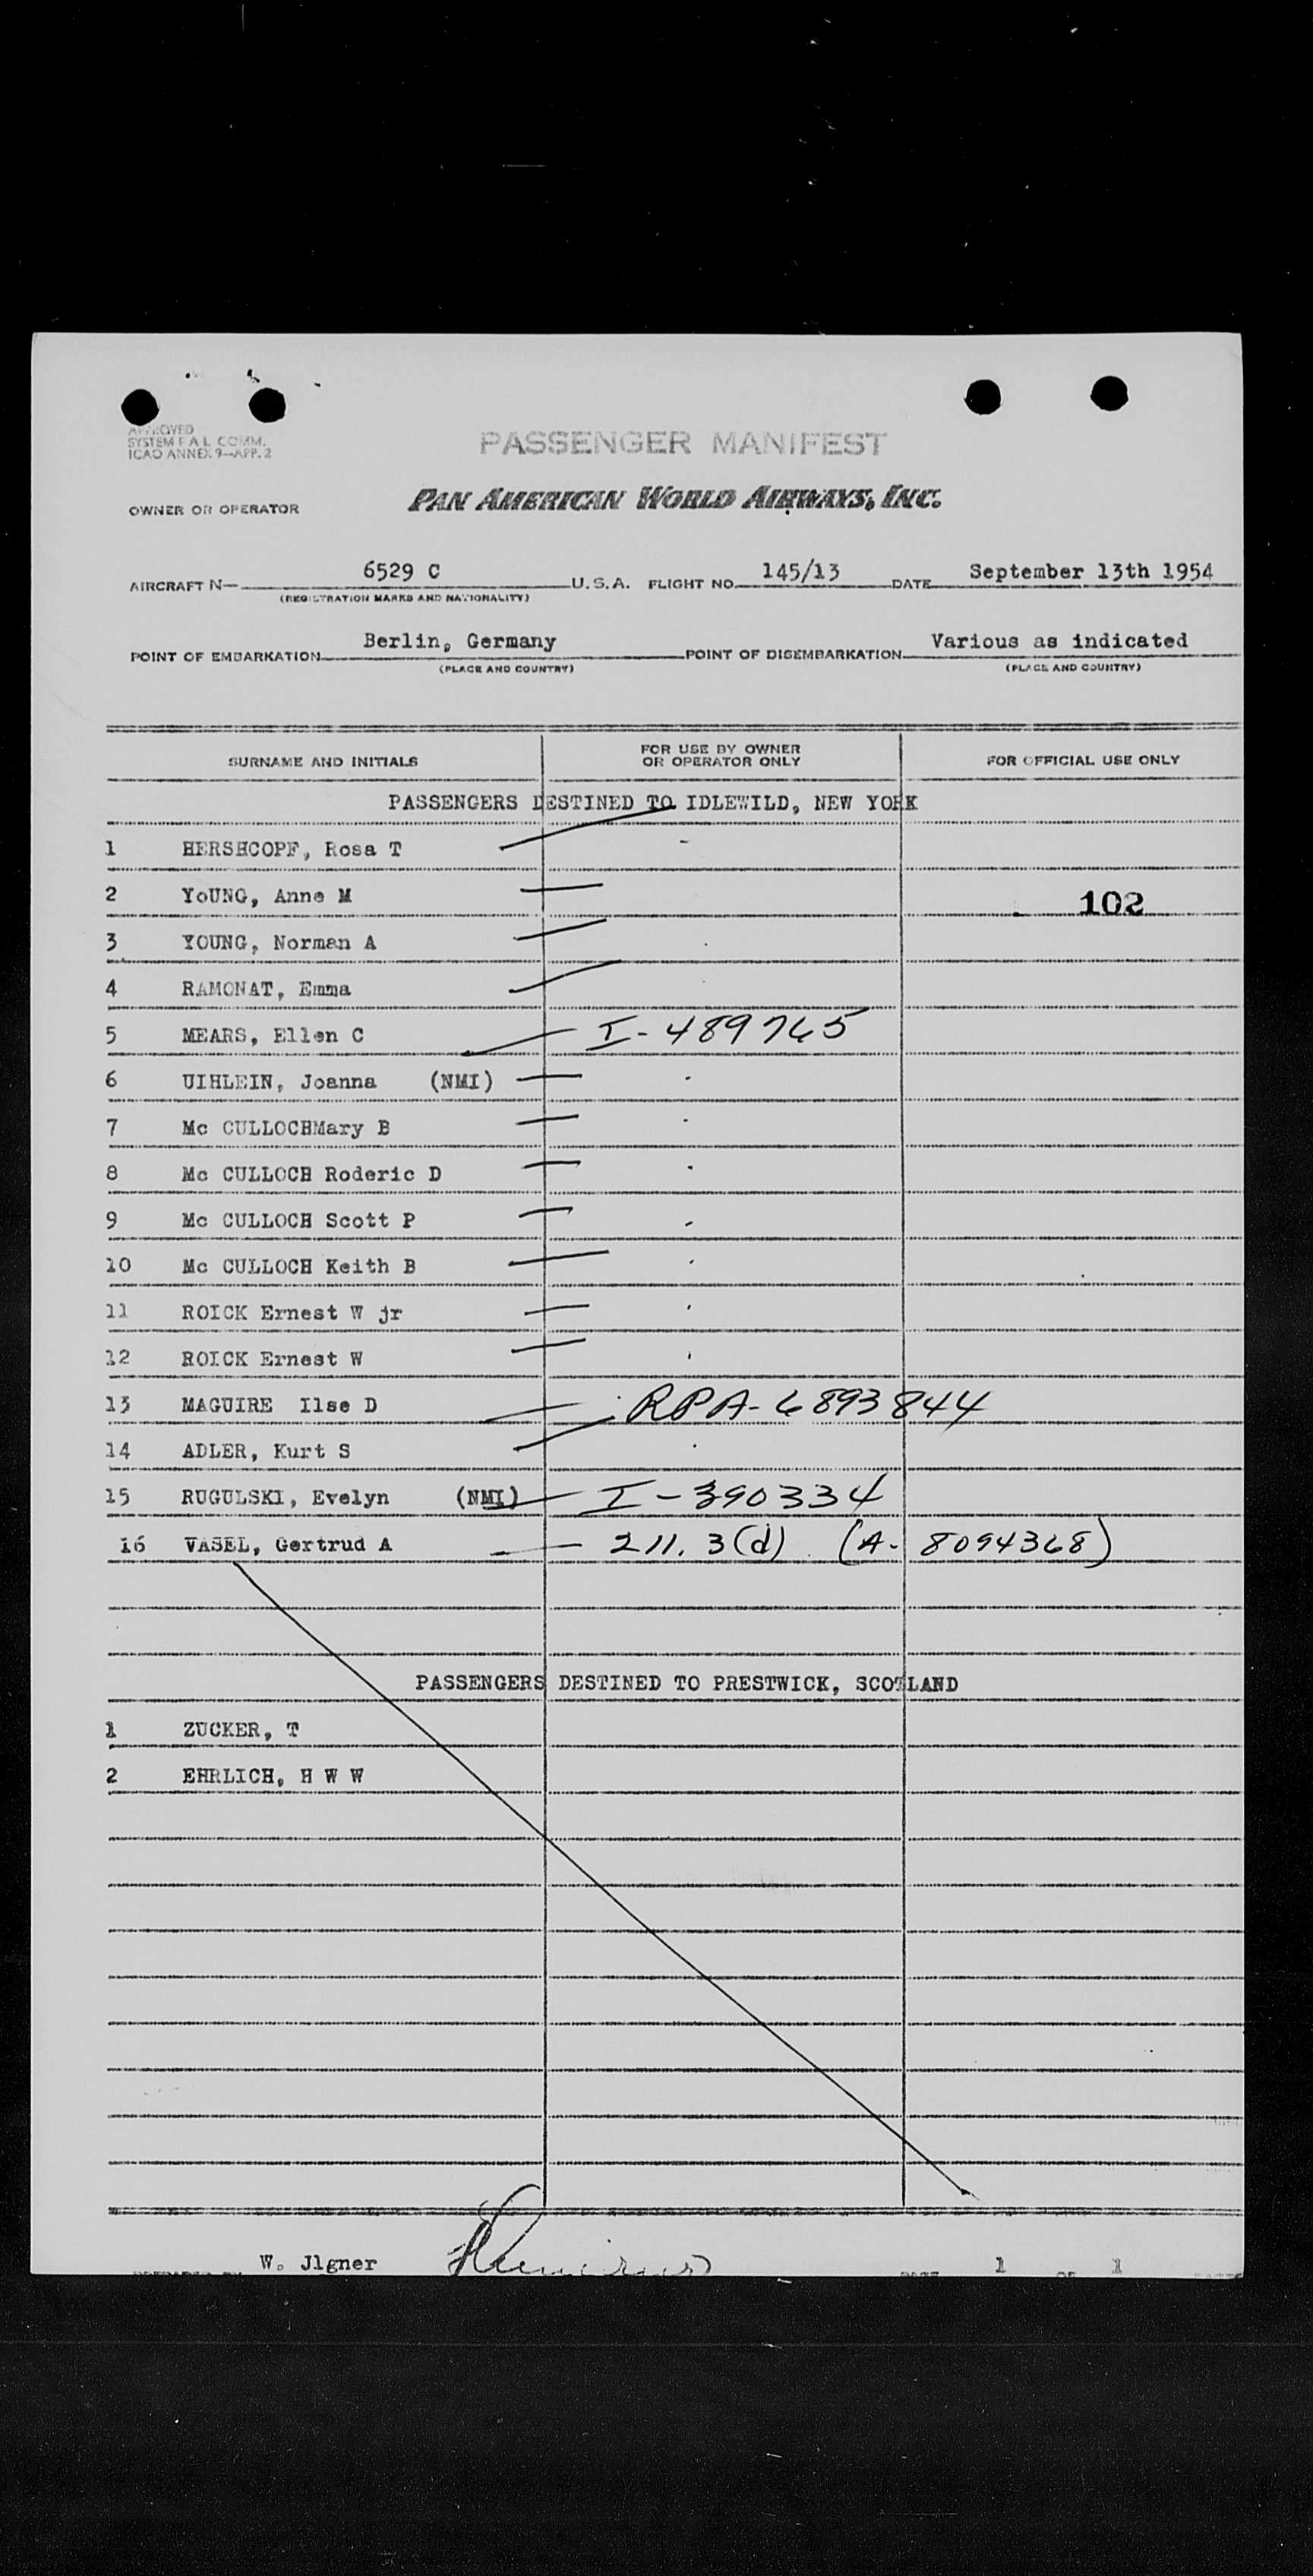 APPROVED
SYSTEM F A L COMM.
ICAO ANNEX 9—APP. 2
PASSENGER MANIFEST
OWNER OR OPERATOR PAN AMERICAN WORLD AIRWAYS, INC.
AIRCRAFT N— 6529 C U.S.A. FLIGHT NO. 145/13 DATE September 13th 1954
(REGISTRATION MARKS AND NATIONALITY)
POINT OF EMBARKATION Berlin, Germany POINT OF DISEMBARKATION Various as indicated
(PLACE AND COUNTRY) (PLACE AND COUNTRY)
SURNAME AND INITIALS FOR USE BY OWNER OR OPERATOR ONLY FOR OFFICIAL USE ONLY
PASSENGERS DESTINED TO IDLEWILD, NEW YORK
1 HERSHCOPF, Rosa T
2 YoUNG, Anne M 102
3 YOUNG, Norman A
4 RAMONAT, Emma
5 MEARS, Ellen C I-489765
6 UIHLEIN, Joanna (NMI)
7 Mc CULLOCHMary B
8 Mc CULLOCH Roderic D
9 Mc CULLOCH Scott P
10 Mc CULLOCH Keith B
11 ROICK Ernest W jr
12 ROICK Ernest W
13 MAGUIRE Ilse D RPA-6893844
14 ADLER, Kurt S
15 RUGULSKI, Evelyn (NMI) I-390334
16 VASEL, Gertrud A 211.3(d) (A-8094368)
PASSENGERS DESTINED TO PRESTWICK, SCOTLAND
1 ZUCKER, T
2 EHRLICH, H W W
W. Jlgner 1 1